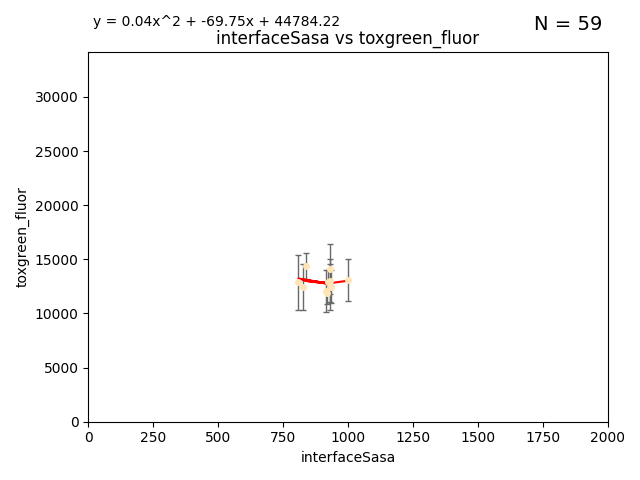 y = 0.04x^2 + -69.75x + 44784.22
N = 59
interfaceSasa vs toxgreen_fluor
30000
25000
20000
15000
10000
5000
0
toxgreen_fluor
0 250 500 750 1000 1250 1500 1750 2000
interfaceSasa